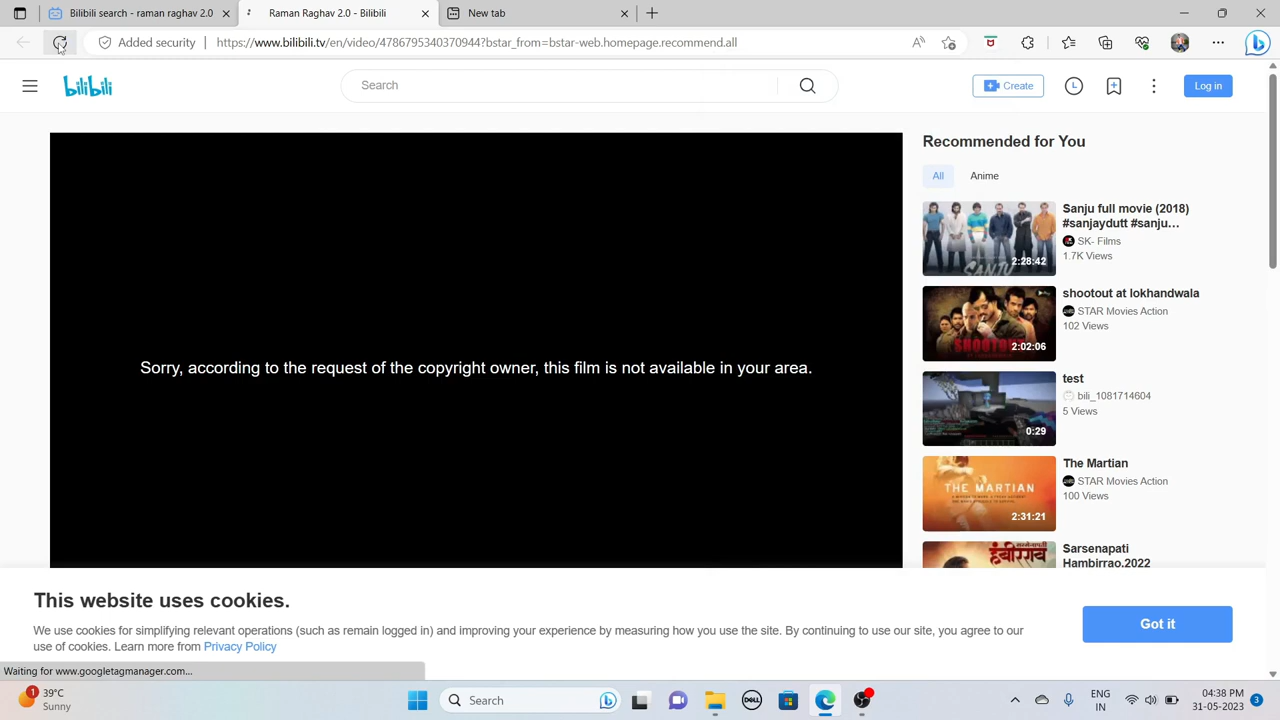 Bilibili search - raman raghav 2.0
Raman Raghav 2.0 - Bilibili
New tab
Added security
https://www.bilibili.tv/en/video/4786795340370944?bstar_from=bstar-web.homepage.recommend.all
bilibili
Search
Create
Log in
Recommended for You
All
Anime
Sorry, according to the request of the copyright owner, this film is not available in your area.
SANJU
2:28:42
Sanju full movie (2018)
#sanjaydutt #sanju...
SK- Films
1.7K Views
2:02:06
shootout at lokhandwala
STAR Movies Action
102 Views
0:29
test
bili_1081714604
5 Views
THE MARTIAN
2:31:21
The Martian
STAR Movies Action
100 Views
हंबीरराव
Sarsenapati
Hambirrao.2022
This website uses cookies.
We use cookies for simplifying relevant operations (such as remain logged in) and improving your experience by measuring how you use the site. By continuing to use our site, you agree to our
use of cookies. Learn more from Privacy Policy
Got it
Waiting for www.googletagmanager.com...
1
39°C
Sunny
Search
DELL
ENG
IN
04:38 PM
31-05-2023
3